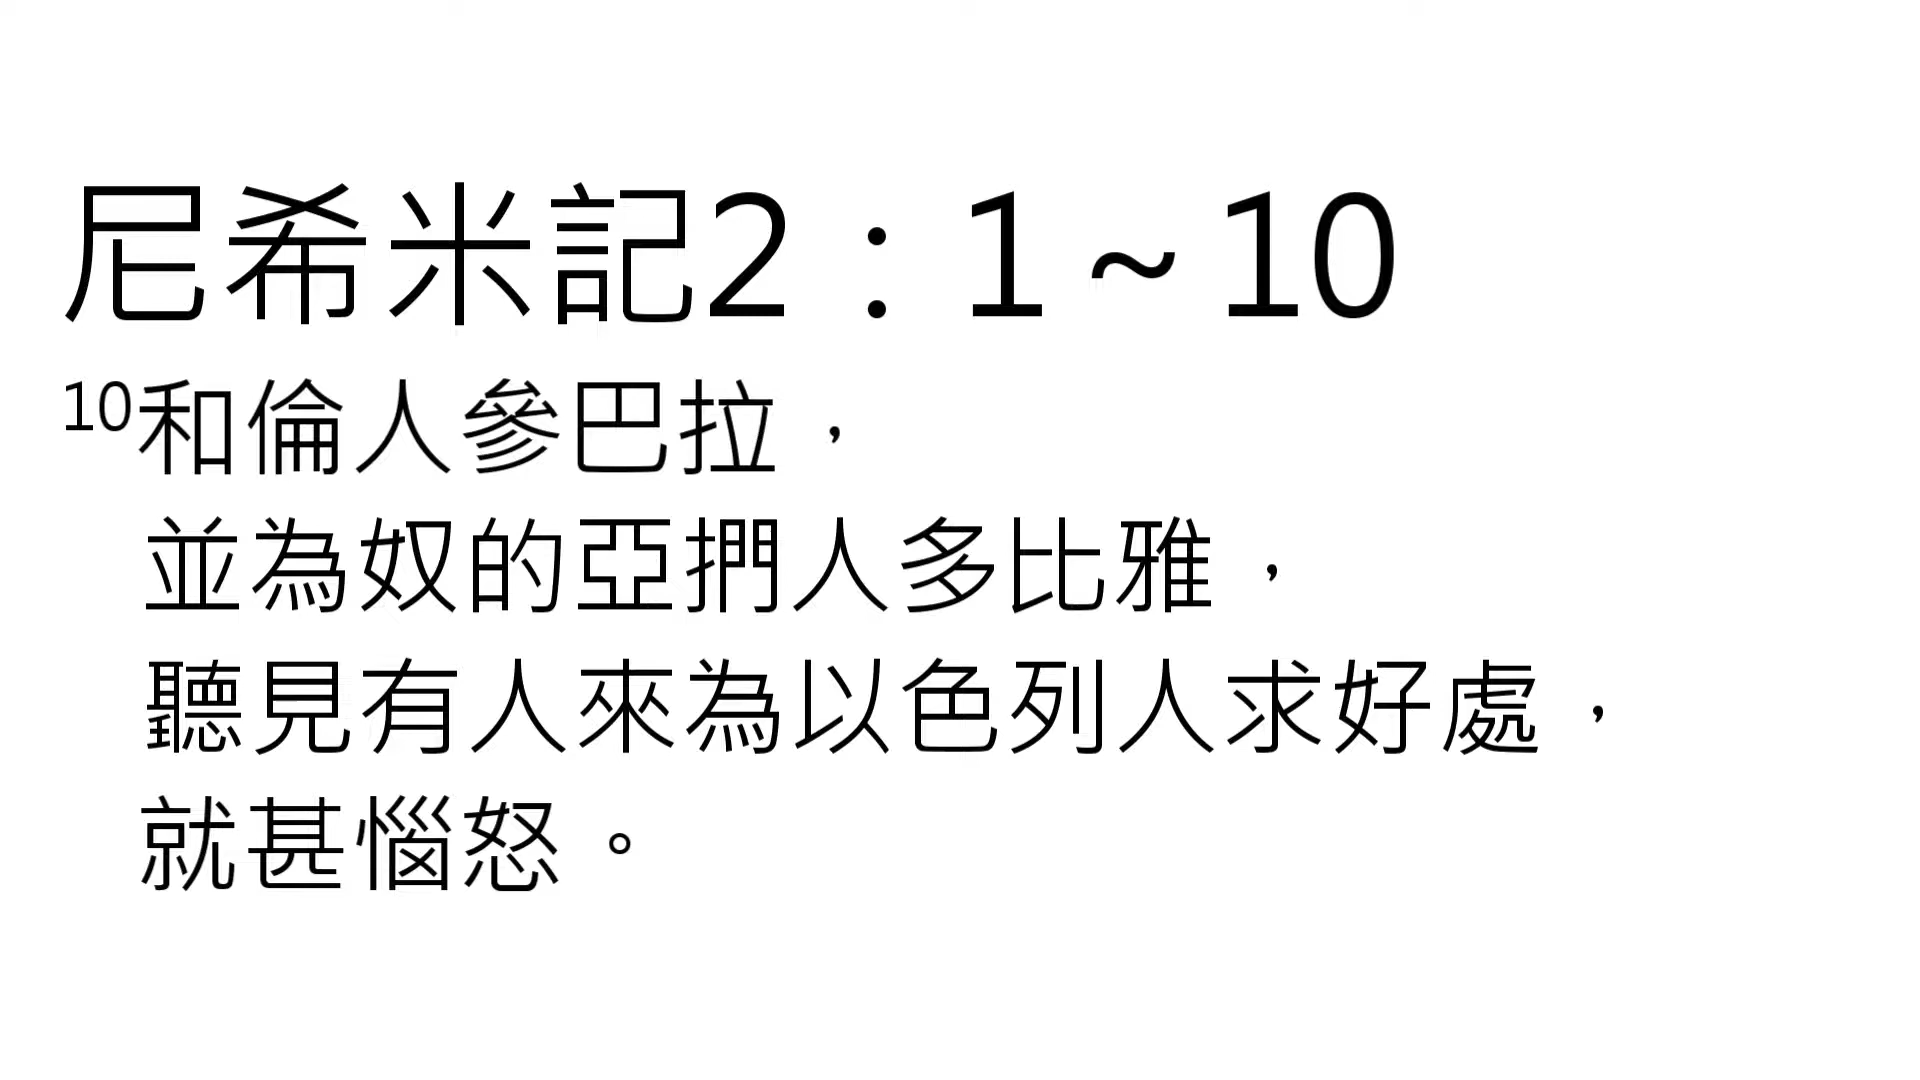 尼希米記2：1~10
10和倫人參巴拉，
並為奴的亞捫人多比雅，
聽見有人來為以色列人求好處，
就甚惱怒。